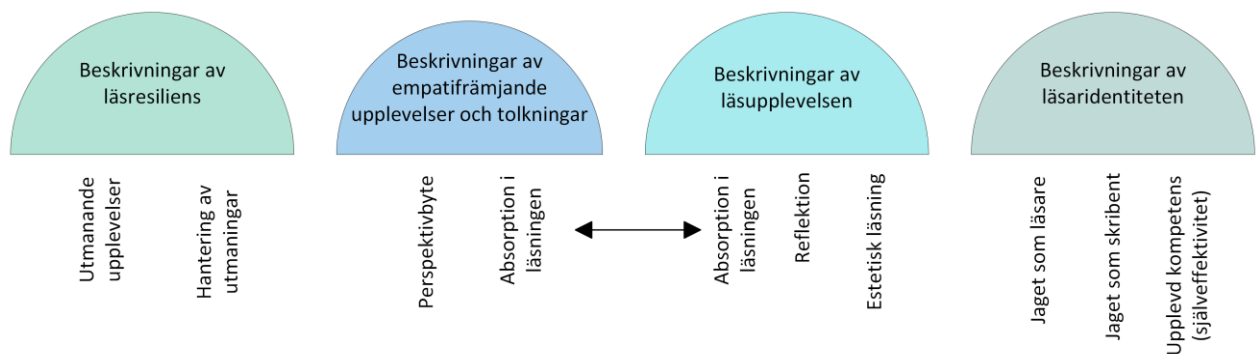 Beskrivningar av
läsresiliens
Beskrivningar av
empatifrämjande
upplevelser och tolkningar
Beskrivningar av
läsupplevelsen
Beskrivningar av
läsaridentiteten
Utmanande
upplevelser
Hantering av
utmaningar
Perspektivbyte
Absorption i
läsningen
Absorption i
läsningen
Reflektion
Estetisk läsning
Jaget som läsare
Jaget som skribent
Upplevd kompetens
(självеffektivitet)